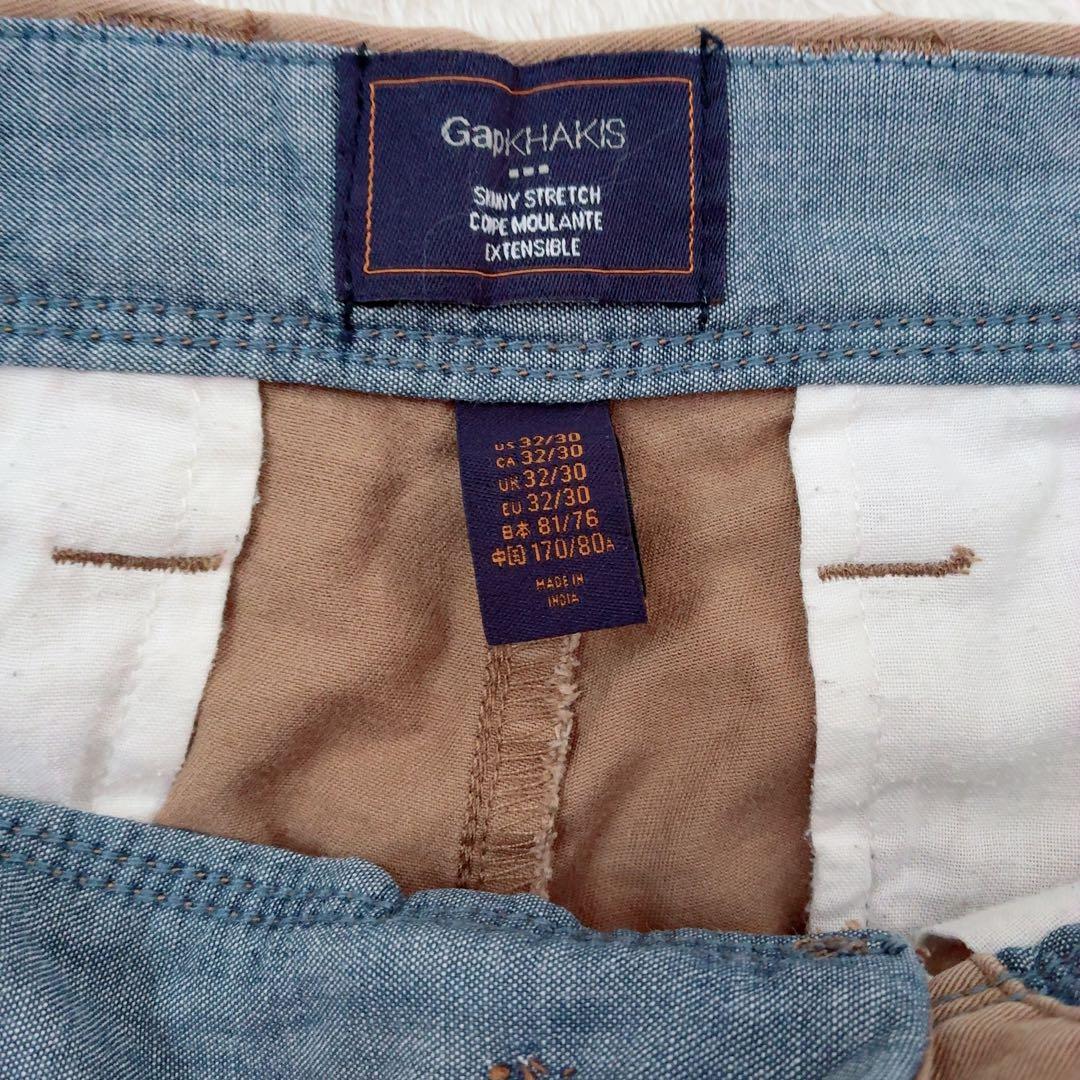 GapKHAKIS
SKINNY STRETCH
COUPE MOULANTE
EXTENSIBLE
US 32/30
CA 32/30
UK 32/30
EU 32/30
日本 81/76
中国 170/80A
MADE IN
INDIA